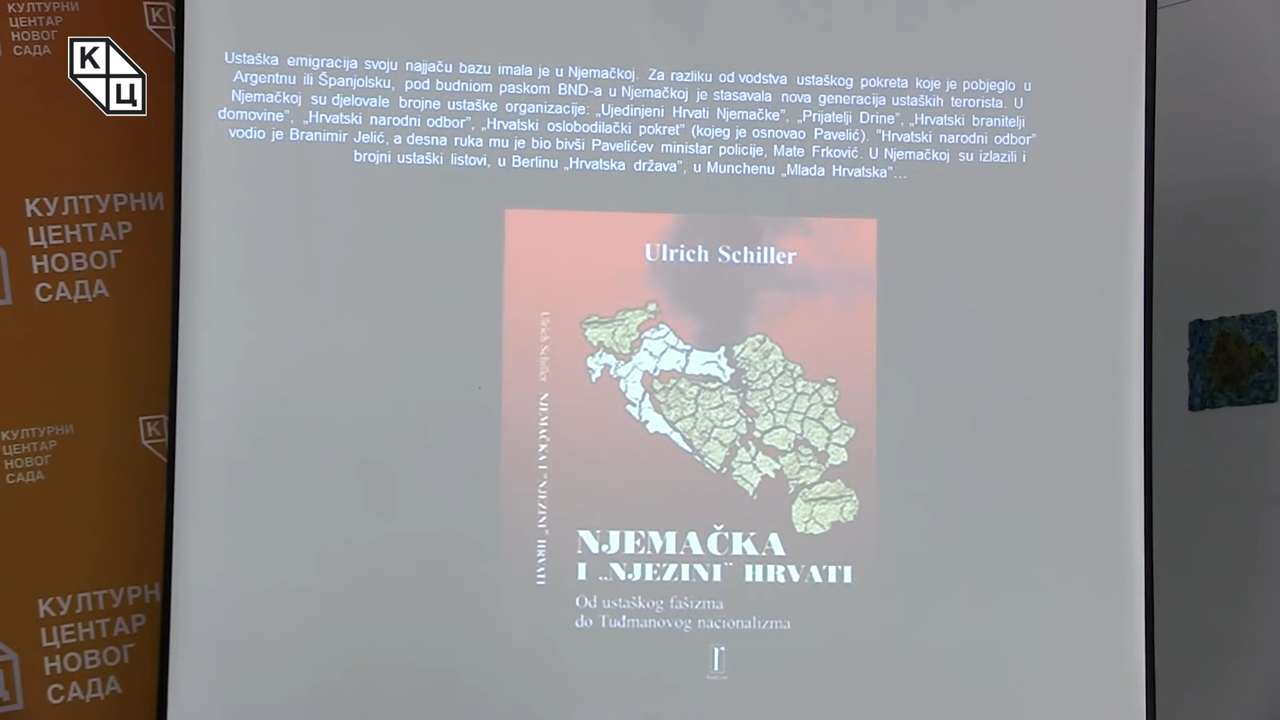 КУЛТУРНИ
ЦЕНТАР
НОВОГ
САДА
К
К
Ц
Ustaška emigracija svoju najjaču bazu imala je u Njemačkoj. Za razliku od vodstva ustaškog pokreta koje je pobjeglo u
Argentnu ili Španjolsku, pod budniom paskom BND-a u Njemačkoj je stasavala nova generacija ustaških terorista. U
Njemačkoj su djelovale brojne ustaške organizacije: „Ujedinjeni Hrvati Njemačke”, „Prijatelji Drine”, „Hrvatski branitelji
domovine”, „Hrvatski narodni odbor”, „Hrvatski oslobodilački pokret” (kojeg je osnovao Pavelić). “Hrvatski narodni odbor”
vodio je Branimir Jelić, a desna ruka mu je bio bivši Pavelićev ministar policije, Mate Frković. U Njemačkoj su izlazili i
brojni ustaški listovi, u Berlinu „Hrvatska država”, u Munchenu „Mlada Hrvatska”…
КУЛТУРНИ
ЦЕНТАР
НОВОГ
САДА
Ulrich Schiller
Ulrich Schiller NJEMAČKA I „NJEZINI” HRVATI
КУЛТУРНИ
ЦЕНТАР
НОВОГ
САДА
К
NJEMAČKA
I „NJEZINI” HRVATI
Od ustaškog fašizma
do Tuđmanovog nacionalizma
r
КУЛТУРН
ЦЕНТАР
НОВОГ
САДА
Ц